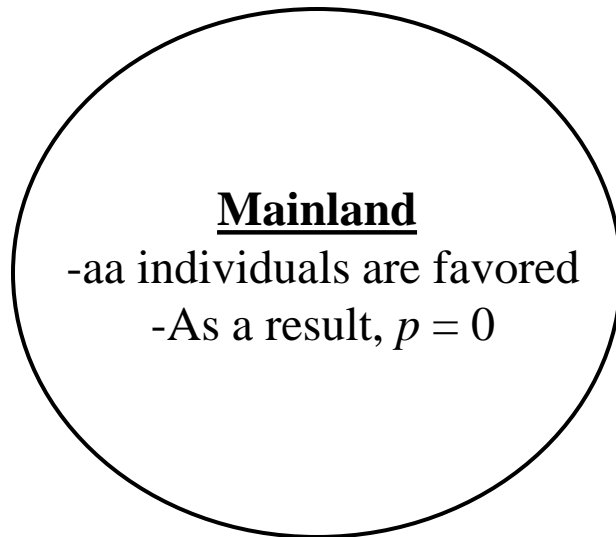 Mainland
-aa individuals are favored
-As a result, p = 0